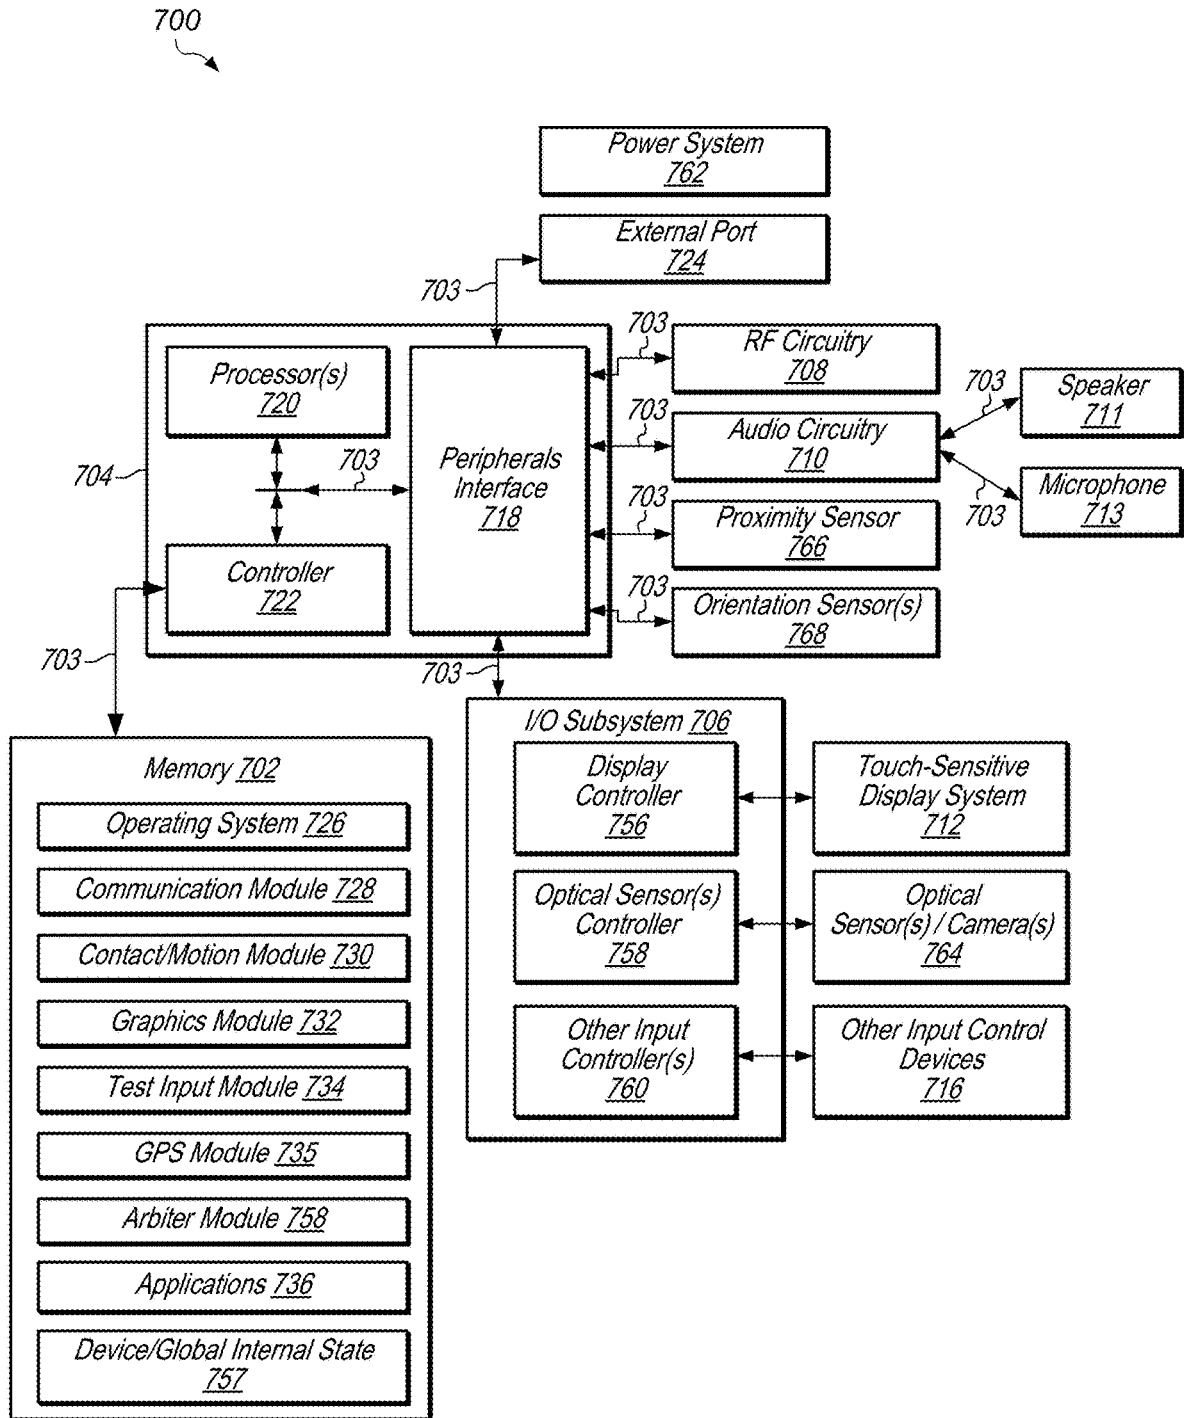 700
Power System
762
External Port
724
703
703
RF Circuitry
708
Processor(s)
720
703
Speaker
711
703
Audio Circuitry
710
704
703
Peripherals
Interface
718
703
Microphone
713
703
Proximity Sensor
766
Controller
722
703
Orientation Sensor(s)
768
703
703
I/O Subsystem 706
Display
Controller
756
Touch-Sensitive
Display System
712
Optical Sensor(s)
Controller
758
Optical
Sensor(s) / Camera(s)
764
Other Input
Controller(s)
760
Other Input Control
Devices
716
Memory 702
Operating System 726
Communication Module 728
Contact/Motion Module 730
Graphics Module 732
Test Input Module 734
GPS Module 735
Arbiter Module 758
Applications 736
Device/Global Internal State
757